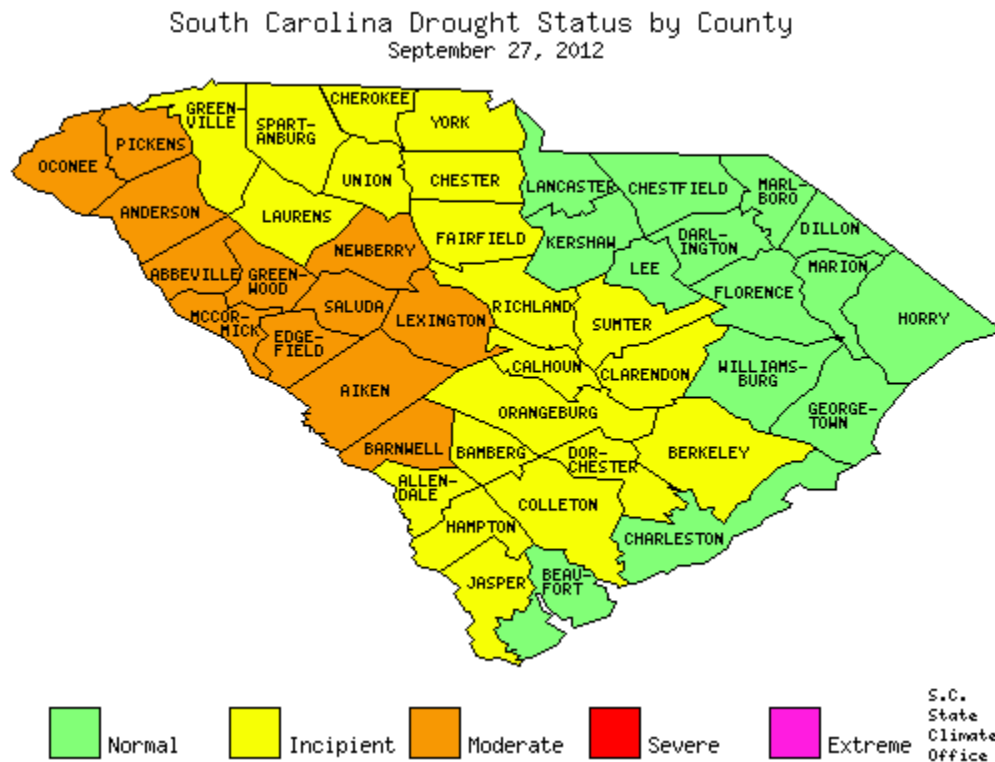 South Carolina Drought Status by County
September 27, 2012
CHEROKEE
GREEN-
VILLE
SPART-
ANBURG
YORK
PICKENS
OCONEE
UNION
CHESTER
LANCASTER
CHESTFIELD
MARL-
BORO
ANDERSON
LAURENS
DILLON
NEWBERRY
FAIRFIELD
KERSHAW
DARL-
INGTON
ABBEVILLE
GREEN-
WOOD
LEE
MARION
SALUDA
RICHLAND
FLORENCE
MCCOR-
MICK
LEXINGTON
SUMTER
HORRY
EDGE-
FIELD
CALHOUN
CLARENDON
WILLIAMS-
BURG
AIKEN
ORANGEBURG
GEORGE-
TOWN
BARNWELL
BAMBERG
DOR-
CHESTER
BERKELEY
ALLEN-
DALE
COLLETON
HAMPTON
CHARLESTON
JASPER
BEAU-
FORT
Normal
Incipient
Moderate
Severe
Extreme
S.C.
State
Climate
Office